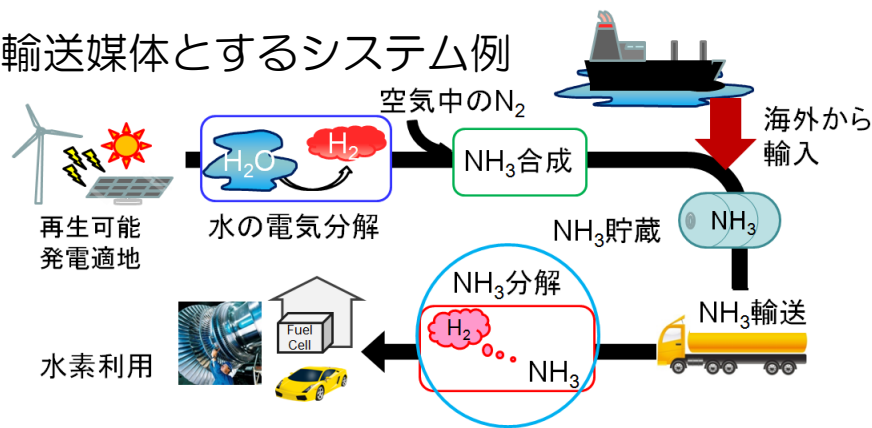 輸送媒体とするシステム例
空気中のN₂
海外から
輸入
H₂O
H₂
NH₃合成
再生可能
発電適地
水の電気分解
NH₃貯蔵
NH₃
NH₃分解
NH₃輸送
H₂
NH₃
Fuel
Cell
水素利用